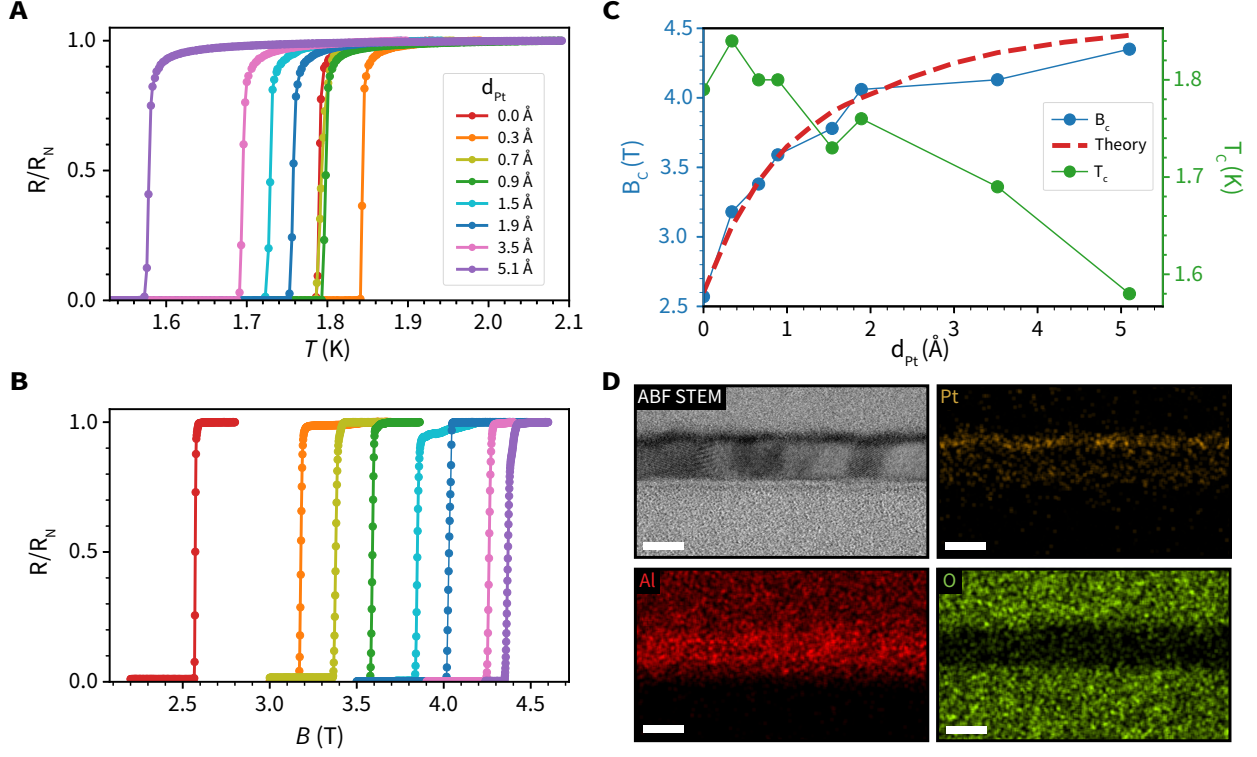 A
1.0
0.5
0.0
R/R_N
1.6 1.7 1.8 1.9 2.0 2.1
T (K)
d_Pt
0.0 Å
0.3 Å
0.7 Å
0.9 Å
1.5 Å
1.9 Å
3.5 Å
5.1 Å
B
1.0
0.5
0.0
R/R_N
2.5 3.0 3.5 4.0 4.5
B (T)
C
4.5
4.0
3.5
3.0
2.5
B_c (T)
0 1 2 3 4 5
d_Pt (Å)
1.8
1.7
1.6
T_c (K)
B_c
Theory
T_c
D
ABF STEM
Pt
Al
O